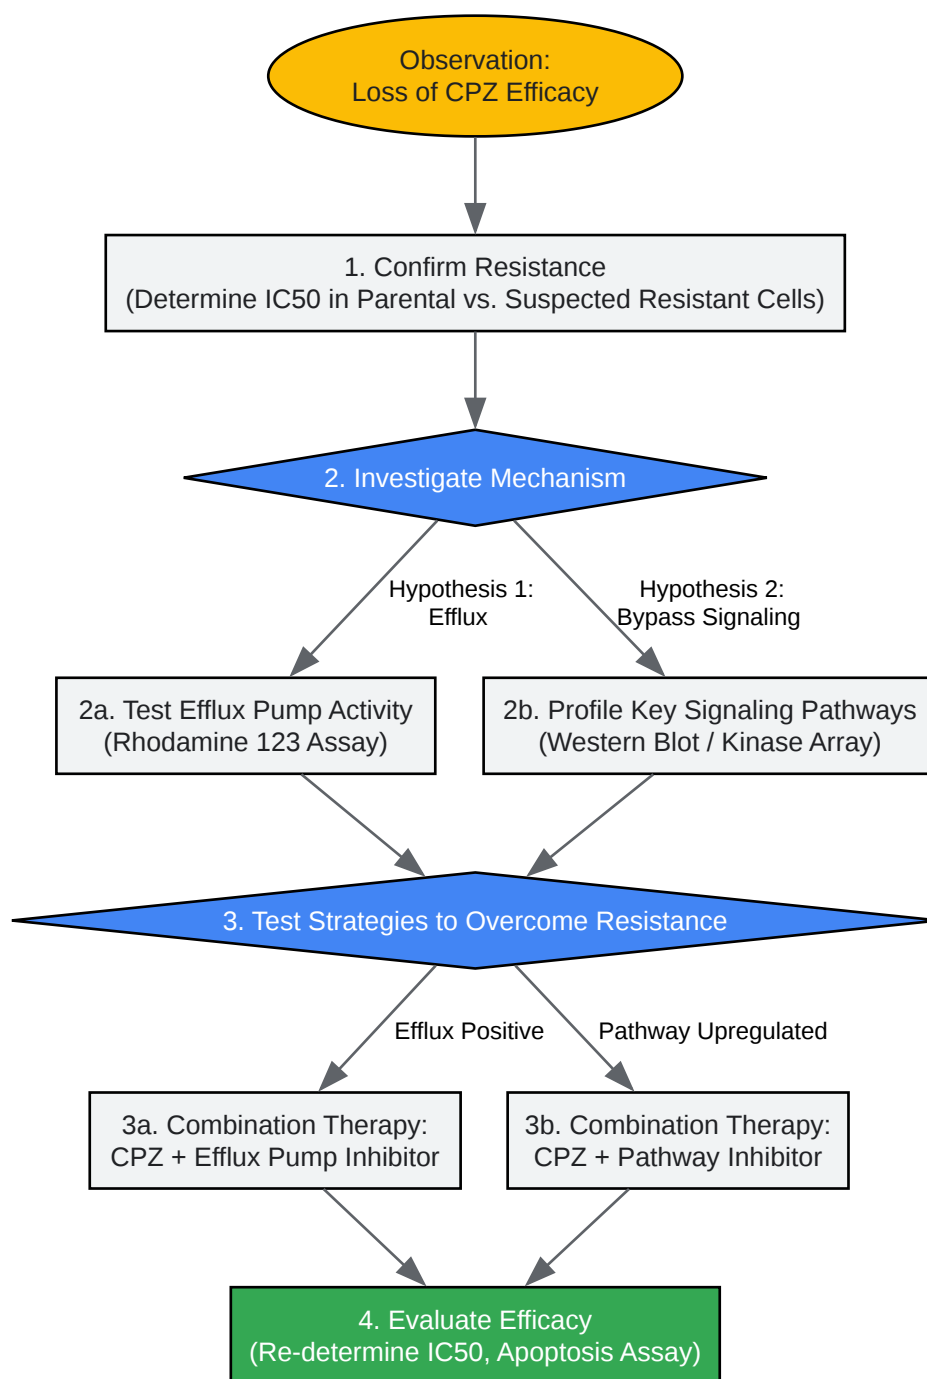 Observation:
Loss of CPZ Efficacy
1. Confirm Resistance
(Determine IC50 in Parental vs. Suspected Resistant Cells)
2. Investigate Mechanism
Hypothesis 1:
Efflux
Hypothesis 2:
Bypass Signaling
2a. Test Efflux Pump Activity
(Rhodamine 123 Assay)
2b. Profile Key Signaling Pathways
(Western Blot / Kinase Array)
3. Test Strategies to Overcome Resistance
Efflux Positive
Pathway Upregulated
3a. Combination Therapy:
CPZ + Efflux Pump Inhibitor
3b. Combination Therapy:
CPZ + Pathway Inhibitor
4. Evaluate Efficacy
(Re-determine IC50, Apoptosis Assay)